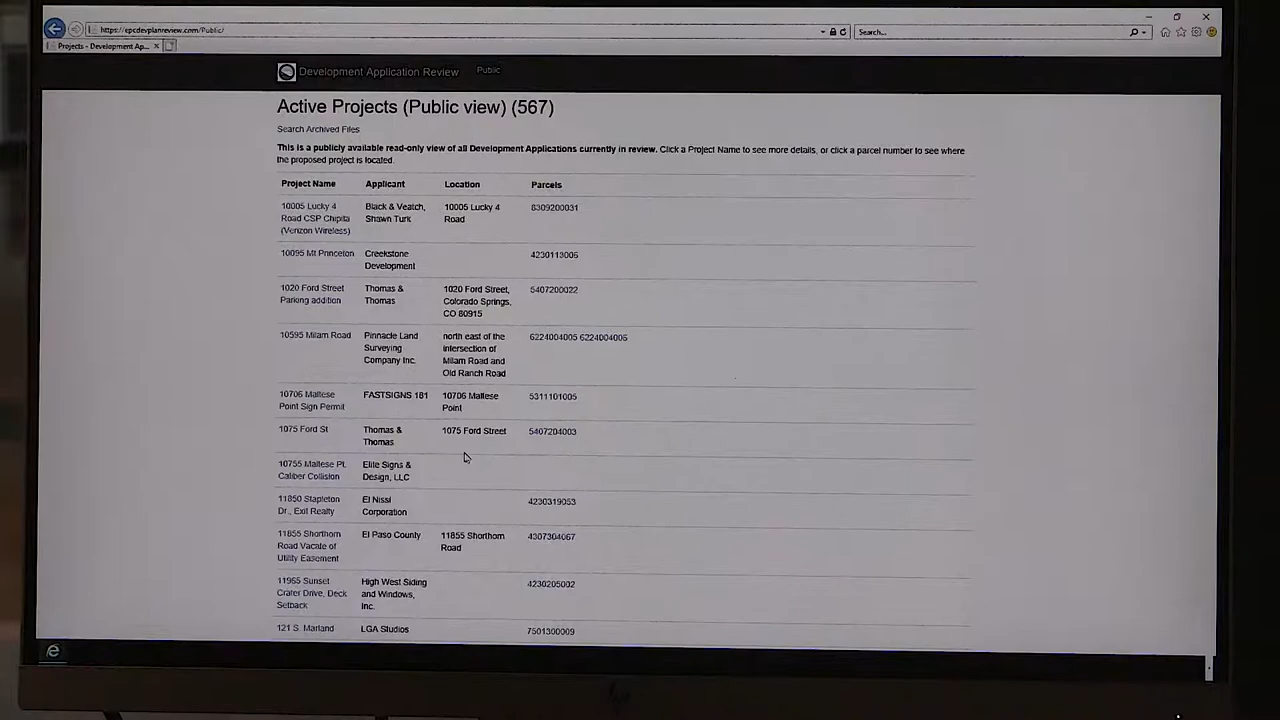 https://epcdevplanreview.com/Public/
Search...
Projects - Development Ap...
Development Application Review Public
Active Projects (Public view) (567)
Search Archived Files
This is a publicly available read-only view of all Development Applications currently in review. Click a Project Name to see more details, or click a parcel number to see where
the proposed project is located.
Project Name Applicant Location Parcels
10005 Lucky 4 Black & Veatch, 10005 Lucky 4 8309200031
Road CSP Chipita Shawn Turk Road
(Verizon Wireless)
10095 Mt Princeton Creekstone 4230113005
Development
1020 Ford Street Thomas & 1020 Ford Street, 5407200022
Parking addition Thomas Colorado Springs,
CO 80915
10595 Milam Road Pinnacle Land north east of the 6224004005 6224004005
Surveying intersection of
Company Inc. Milam Road and
Old Ranch Road
10706 Maltese FASTSIGNS 181 10706 Maltese 5311101005
Point Sign Permit Point
1075 Ford St Thomas & 1075 Ford Street 5407204003
Thomas
10755 Maltese Pt. Elite Signs &
Caliber Collision Design, LLC
11850 Stapleton El Nissi 4230319053
Dr., Exit Realty Corporation
11855 Shorthorn El Paso County 11855 Shorthorn 4307304067
Road Vacate of Road
Utility Easement
11965 Sunset High West Siding 4230205002
Crater Drive, Deck and Windows,
Setback Inc.
121 S. Marland LGA Studios 7501300009
hp